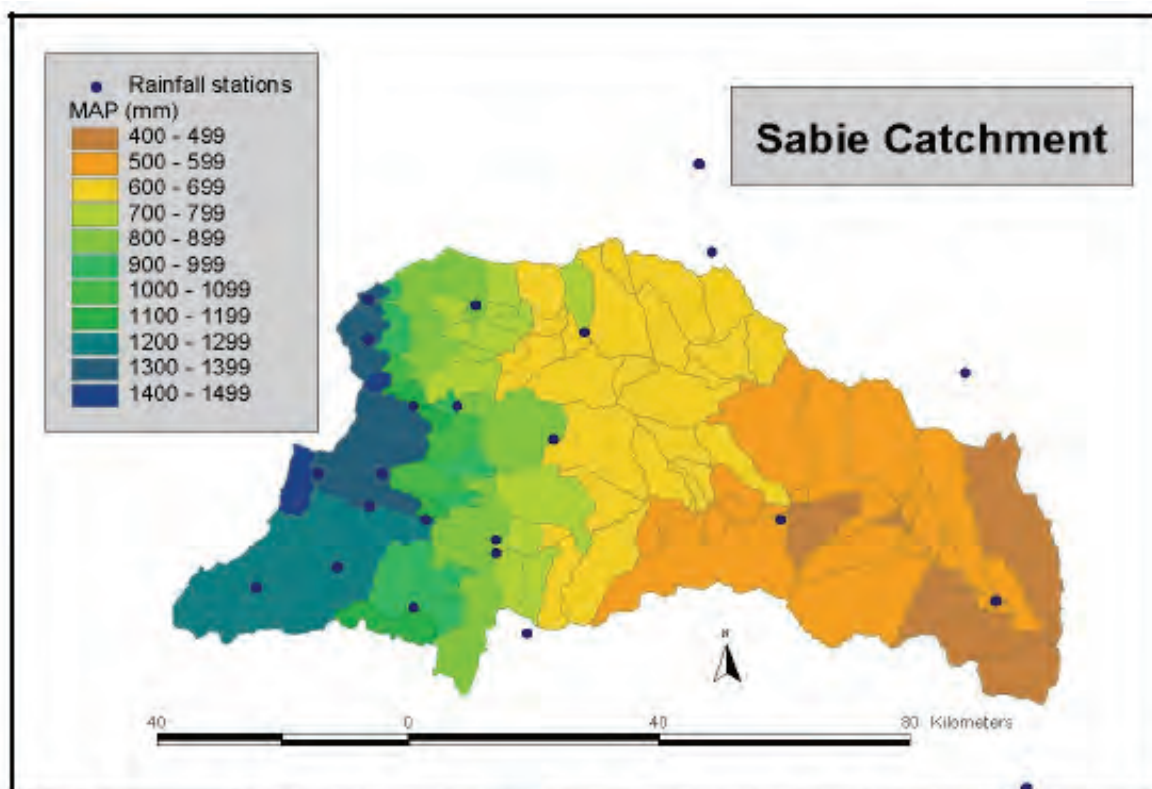 Rainfall stations
MAP (mm)
400 - 499
500 - 599
600 - 699
700 - 799
800 - 899
900 - 999
1000 - 1099
1100 - 1199
1200 - 1299
1300 - 1399
1400 - 1499
Sabie Catchment
N
40 0 40 80 Kilometers